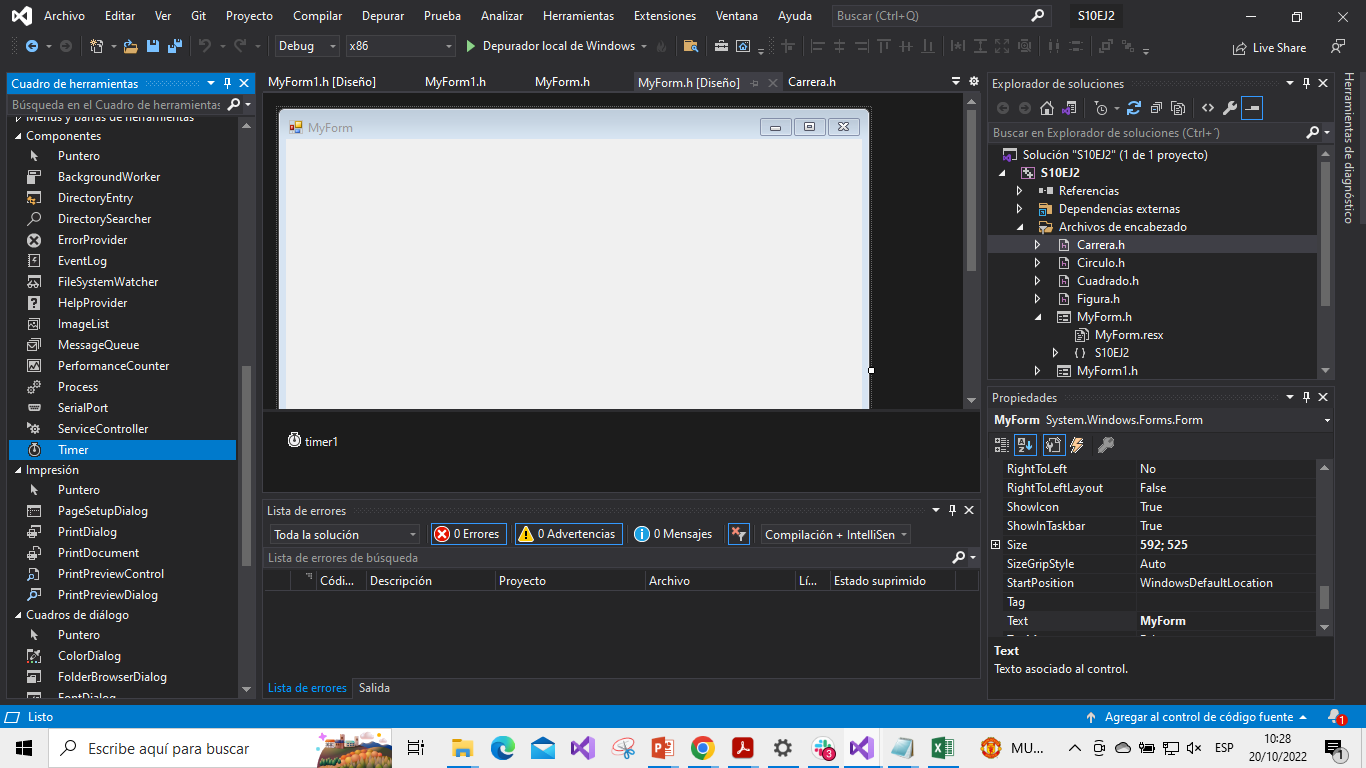 Archivo Editar Ver Git Proyecto Compilar Depurar Prueba Analizar Herramientas Extensiones Ventana Ayuda Buscar (Ctrl+Q) S10EJ2
Debug x86 Depurador local de Windows Live Share
Cuadro de herramientas
Búsqueda en el Cuadro de herramientas
Menús y barras de herramientas
Componentes
Puntero
BackgroundWorker
DirectoryEntry
DirectorySearcher
ErrorProvider
EventLog
FileSystemWatcher
HelpProvider
ImageList
MessageQueue
PerformanceCounter
Process
SerialPort
ServiceController
Timer
Impresión
Puntero
PageSetupDialog
PrintDialog
PrintDocument
PrintPreviewControl
PrintPreviewDialog
Cuadros de diálogo
Puntero
ColorDialog
FolderBrowserDialog
FontDialog
MyForm1.h [Diseño] MyForm1.h MyForm.h MyForm.h [Diseño] Carrera.h
MyForm
timer1
Lista de errores
Toda la solución 0 Errores 0 Advertencias 0 Mensajes Compilación + IntelliSen
Lista de errores de búsqueda
Códi... Descripción Proyecto Archivo Lí... Estado suprimido
Lista de errores Salida
Explorador de soluciones
Buscar en Explorador de soluciones (Ctrl+´)
Solución "S10EJ2" (1 de 1 proyecto)
S10EJ2
Referencias
Dependencias externas
Archivos de encabezado
Carrera.h
Circulo.h
Cuadrado.h
Figura.h
MyForm.h
MyForm.resx
S10EJ2
MyForm1.h
Propiedades
MyForm System.Windows.Forms.Form
RightToLeft No
RightToLeftLayout False
ShowIcon True
ShowInTaskbar True
Size 592; 525
SizeGripStyle Auto
StartPosition WindowsDefaultLocation
Tag
Text MyForm
Text
Texto asociado al control.
Herramientas de diagnóstico
Listo Agregar al control de código fuente 1
Escribe aquí para buscar 3 MU... ESP 10:28
20/10/2022 1